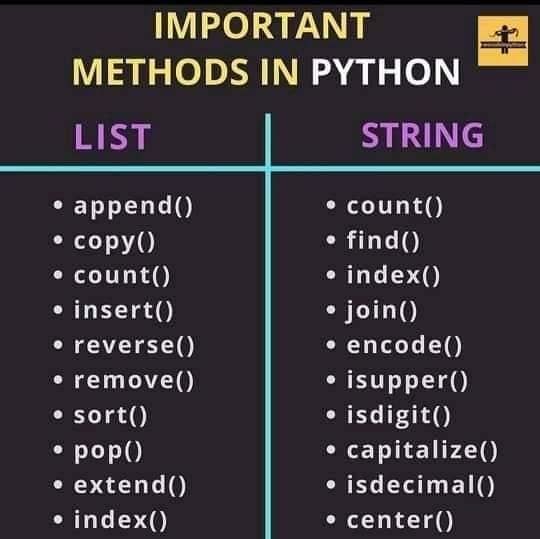 IMPORTANT
METHODS IN PYTHON
LIST
• append()
• copy()
• count()
• insert()
• reverse()
• remove()
• sort()
• pop()
• extend()
• index()
STRING
• count()
• find()
• index()
• join()
• encode()
• isupper()
• isdigit()
• capitalize()
• isdecimal()
• center()